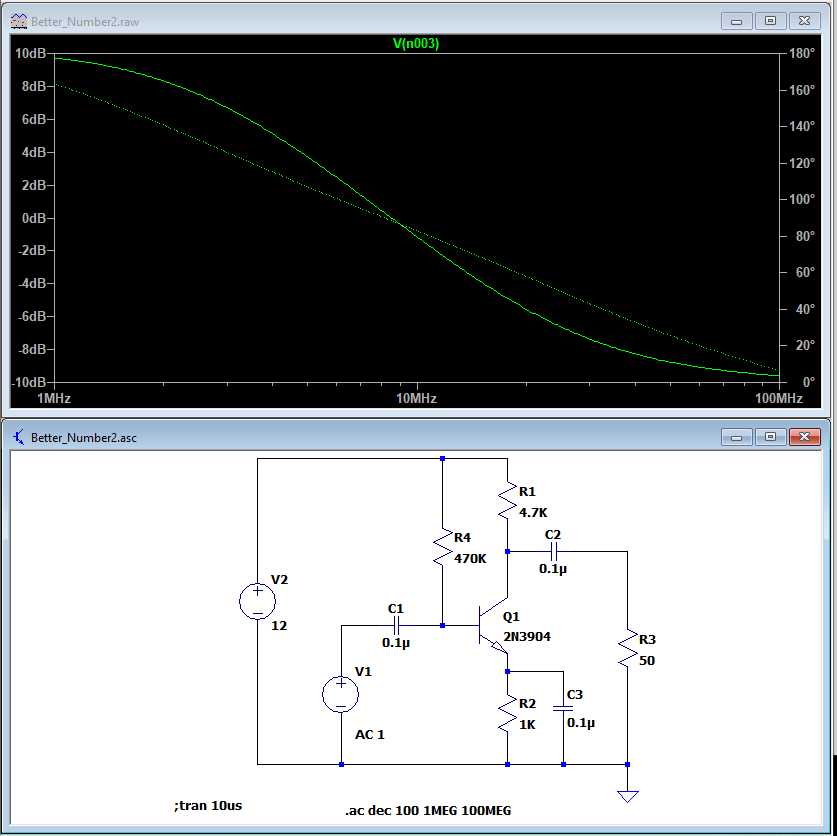 Better_Number2.raw
V(n003)
10dB 180°
8dB 160°
6dB 140°
4dB 120°
2dB 100°
0dB 80°
-2dB 60°
-4dB 40°
-6dB 20°
-8dB 0°
-10dB
1MHz 10MHz 100MHz
Better_Number2.asc
R1
4.7K
R4
470K
C2
0.1µ
V2
12
C1
0.1µ
Q1
2N3904
R3
50
V1
AC 1
R2
1K
C3
0.1µ
;tran 10us
.ac dec 100 1MEG 100MEG